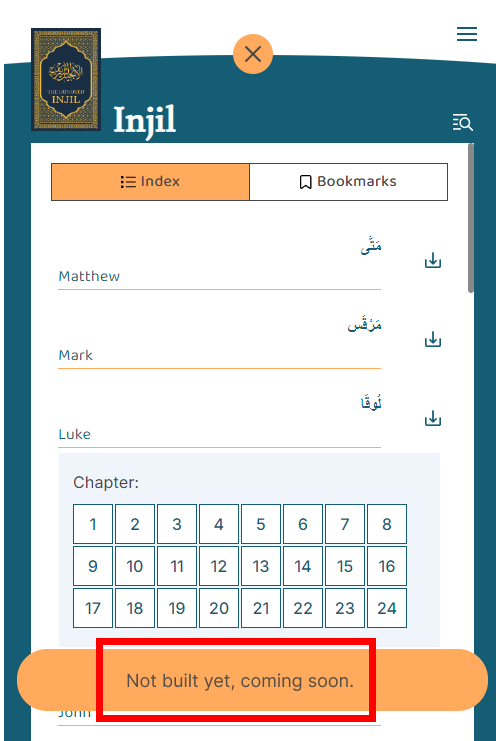 THE HONORED
INJIL
Injil
Index
Bookmarks
مَتّٰى
Matthew
مَرْقَس
Mark
لُوقَا
Luke
Chapter:
1 2 3 4 5 6 7 8
9 10 11 12 13 14 15 16
17 18 19 20 21 22 23 24
Not built yet, coming soon.
John